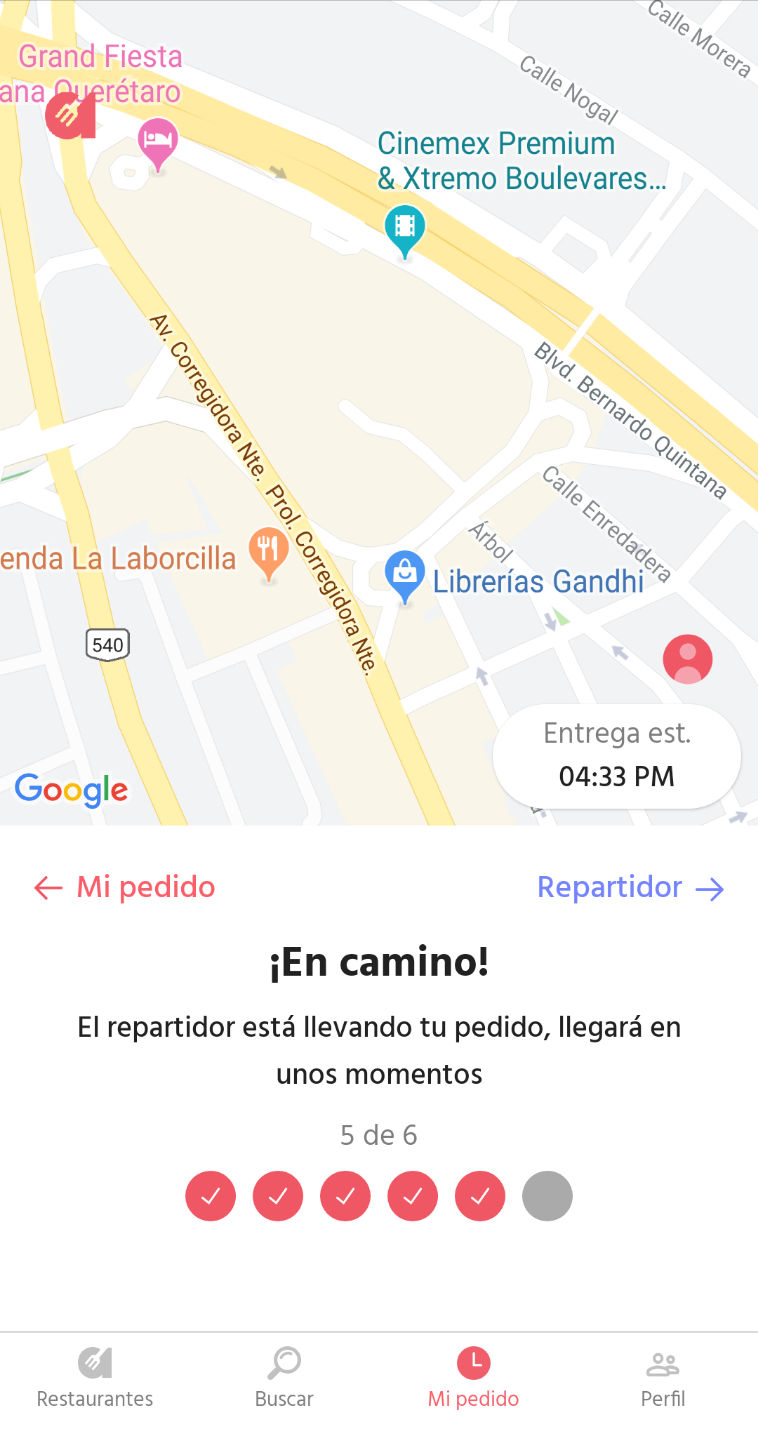 Calle Morera
Grand Fiesta
ana Querétaro
Calle Nogal
Cinemex Premium
& Xtremo Boulevares...
Av. Corregidora Nte.
Blvd. Bernardo Quintana
Prol. Corregidora Nte.
Calle Enredadera
Árbol
enda La Laborcilla
Librerías Gandhi
540
Entrega est.
04:33 PM
Google
← Mi pedido
Repartidor →
¡En camino!
El repartidor está llevando tu pedido, llegará en
unos momentos
5 de 6
Restaurantes
Buscar
Mi pedido
Perfil